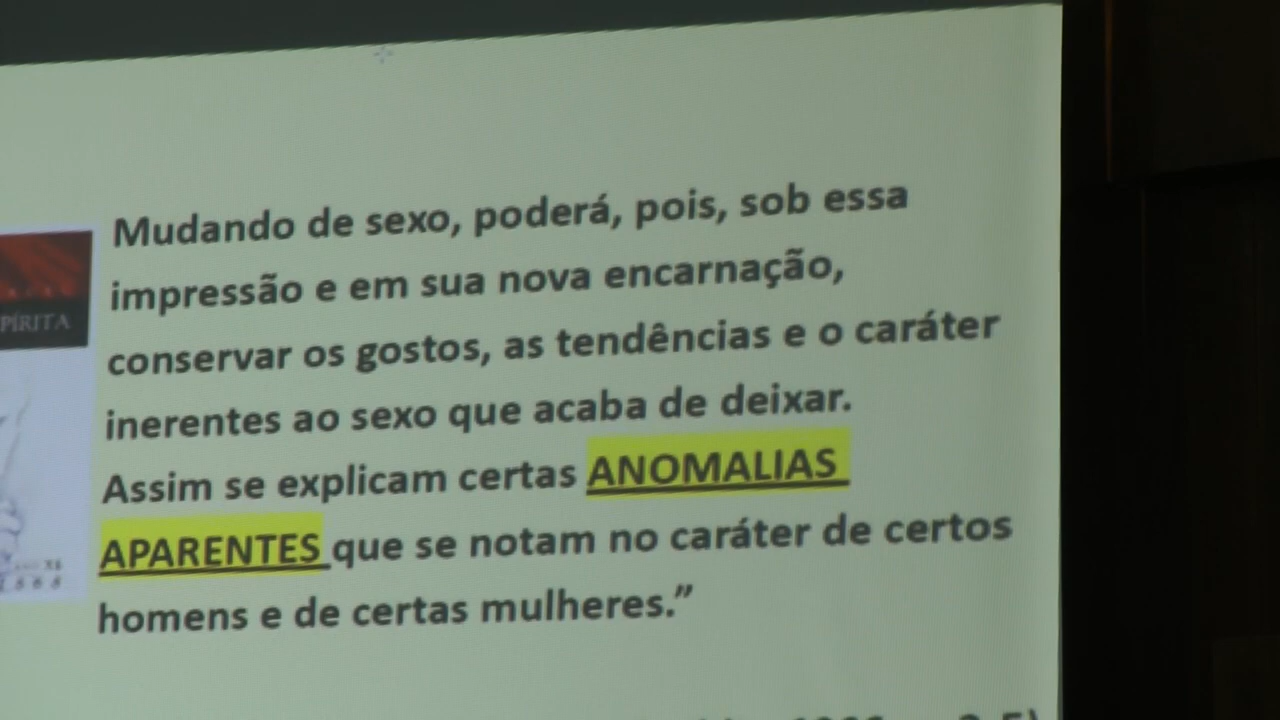 Mudando de sexo, poderá, pois, sob essa
impressão e em sua nova encarnação,
conservar os gostos, as tendências e o caráter
inerentes ao sexo que acaba de deixar.
Assim se explicam certas ANOMALIAS
APARENTES que se notam no caráter de certos
homens e de certas mulheres.”
PÍRITA